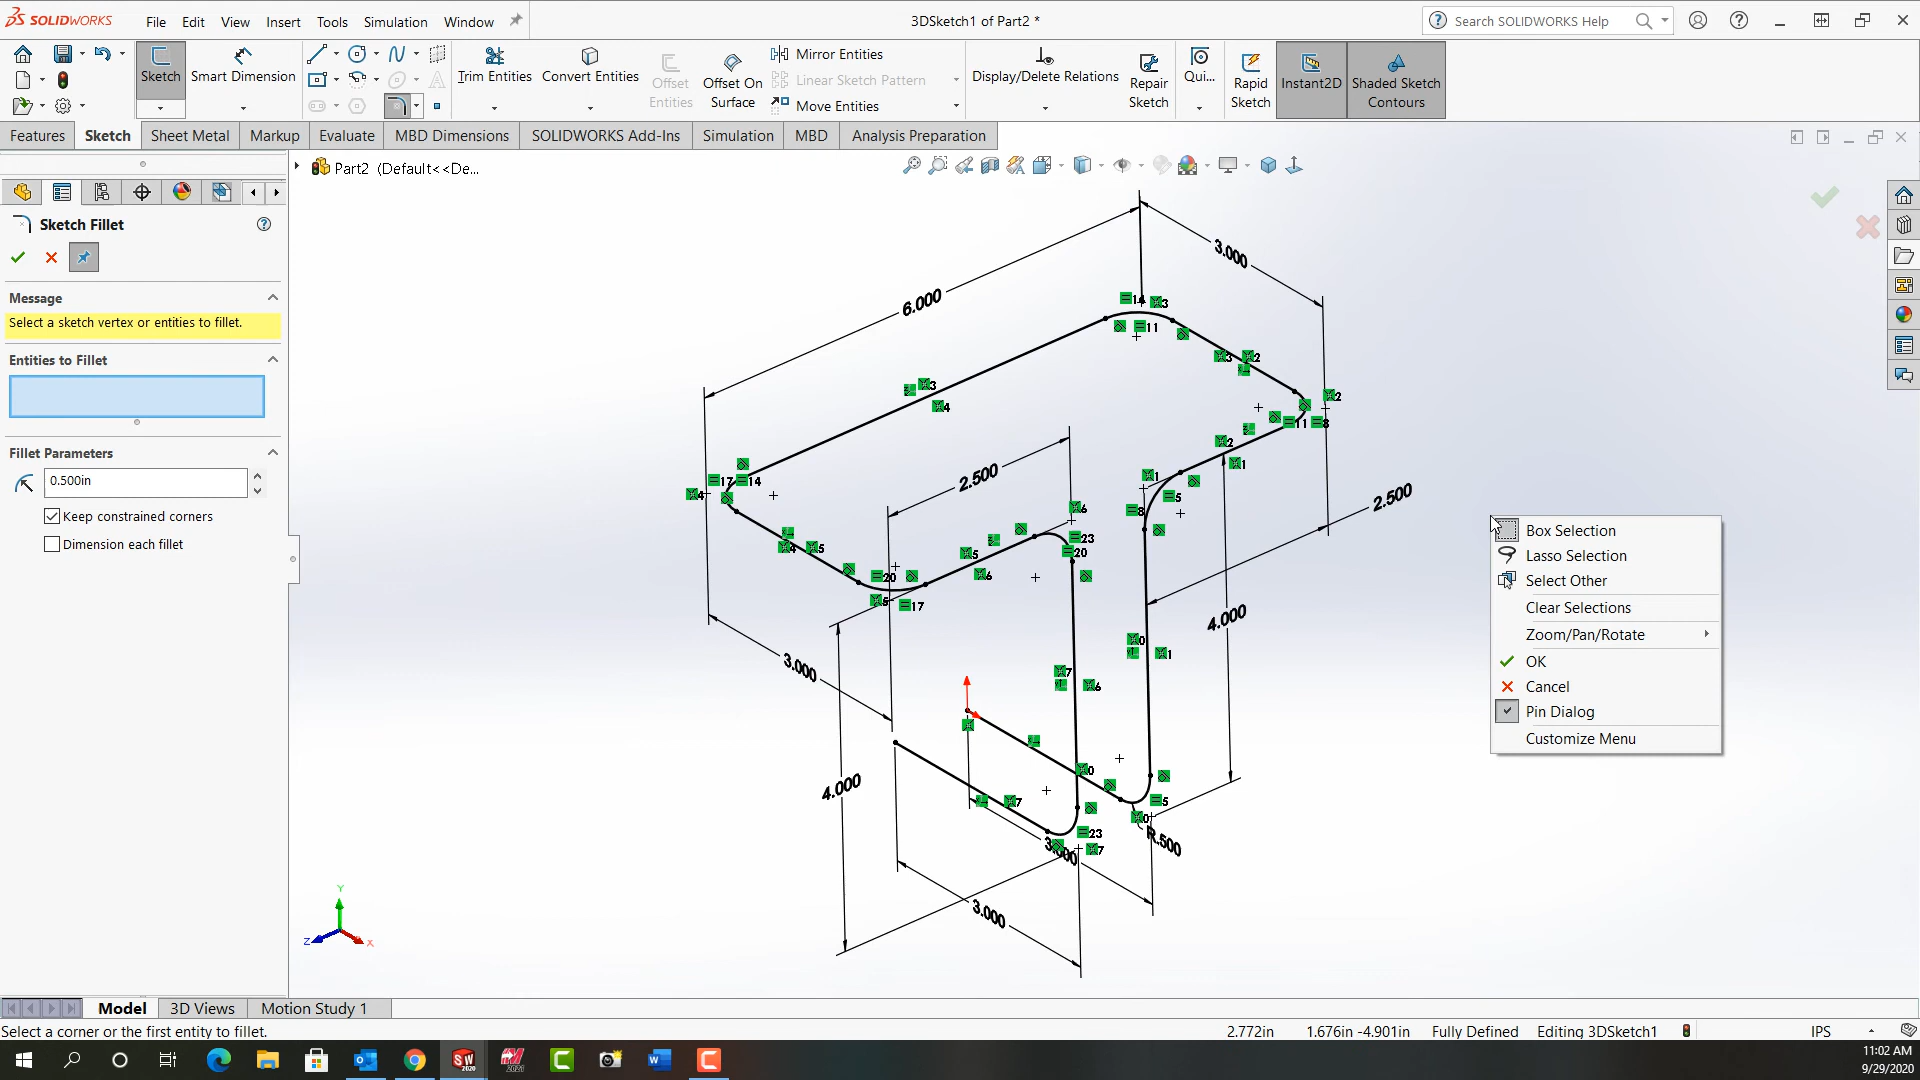 SOLIDWORKS File Edit View Insert Tools Simulation Window 3DSketch1 of Part2 * Search SOLIDWORKS Help
Sketch Smart Dimension Trim Entities Convert Entities Offset Entities Offset On Surface Mirror Entities Linear Sketch Pattern Move Entities Display/Delete Relations Repair Sketch Qui... Rapid Sketch Instant2D Shaded Sketch Contours
Features Sketch Sheet Metal Markup Evaluate MBD Dimensions SOLIDWORKS Add-Ins Simulation MBD Analysis Preparation
Part2 (Default<<De...
Sketch Fillet
Message
Select a sketch vertex or entities to fillet.
Entities to Fillet
Fillet Parameters
0.500in
Keep constrained corners
Dimension each fillet
6.000
3.000
2.500
2.500
4.000
3.000
4.000
R.500
3.000
3.000
Box Selection
Lasso Selection
Select Other
Clear Selections
Zoom/Pan/Rotate
OK
Cancel
Pin Dialog
Customize Menu
Y
Z
X
Model 3D Views Motion Study 1
Select a corner or the first entity to fillet. 2.772in 1.676in -4.901in Fully Defined Editing 3DSketch1 IPS
11:02 AM
9/29/2020